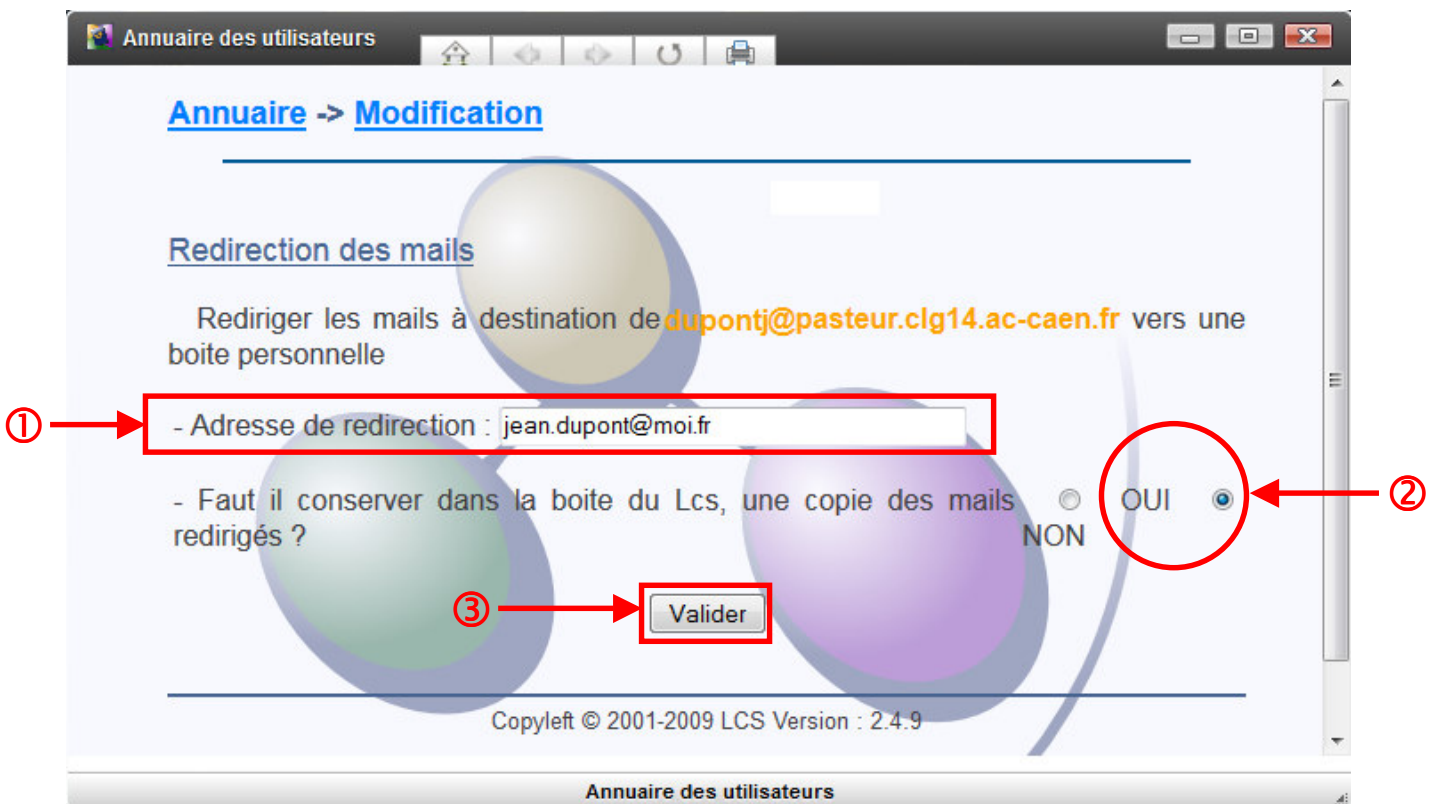 Annuaire des utilisateurs
Annuaire -> Modification
Redirection des mails
Rediriger les mails à destination de dupontj@pasteur.clg14.ac-caen.fr vers une
boite personnelle
① - Adresse de redirection : jean.dupont@moi.fr
- Faut il conserver dans la boite du Lcs, une copie des mails OUI ②
redirigés ? NON
③ Valider
Copyleft © 2001-2009 LCS Version : 2.4.9
Annuaire des utilisateurs